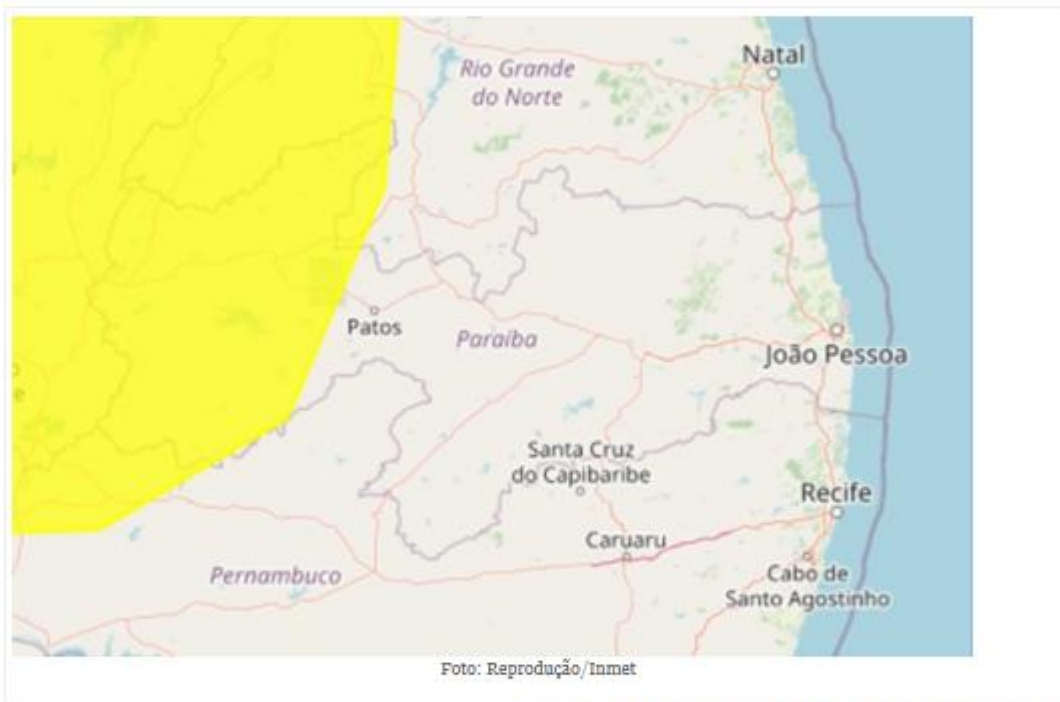 Natal
Rio Grande
do Norte
Patos
Paraíba
João Pessoa
Santa Cruz
do Capibaribe
Recife
Caruaru
Pernambuco
Cabo de
Santo Agostinho
Foto: Reprodução/Inmet